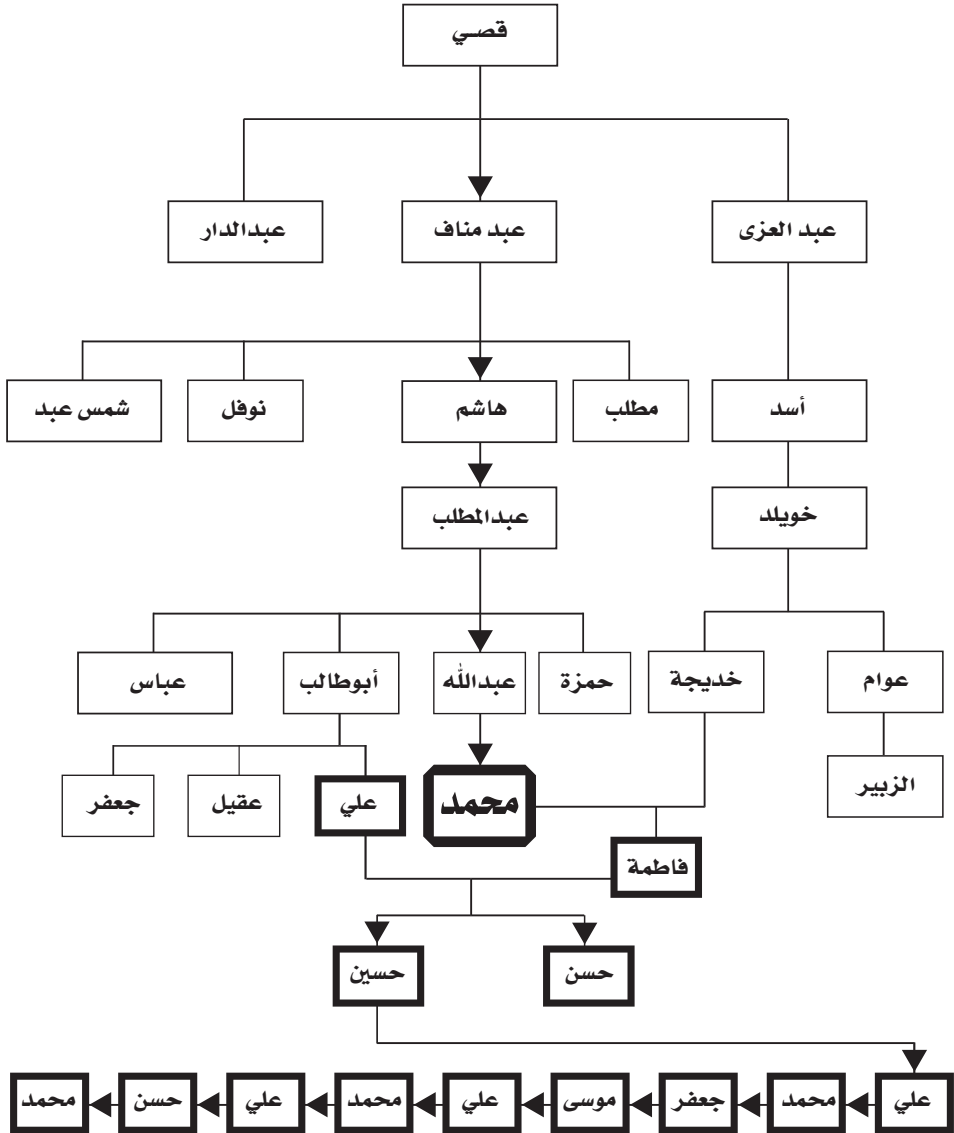 قصي
عبد العزى
عبد مناف
عبدالدار
أسد
مطلب
هاشم
نوفل
شمس عبد
خويلد
عبدالمطلب
عوام
خديجة
حمزة
عبدالله
أبوطالب
عباس
الزبير
محمد
علي
عقيل
جعفر
فاطمة
حسن
حسين
علي
محمد
جعفر
موسى
علي
محمد
علي
حسن
محمد